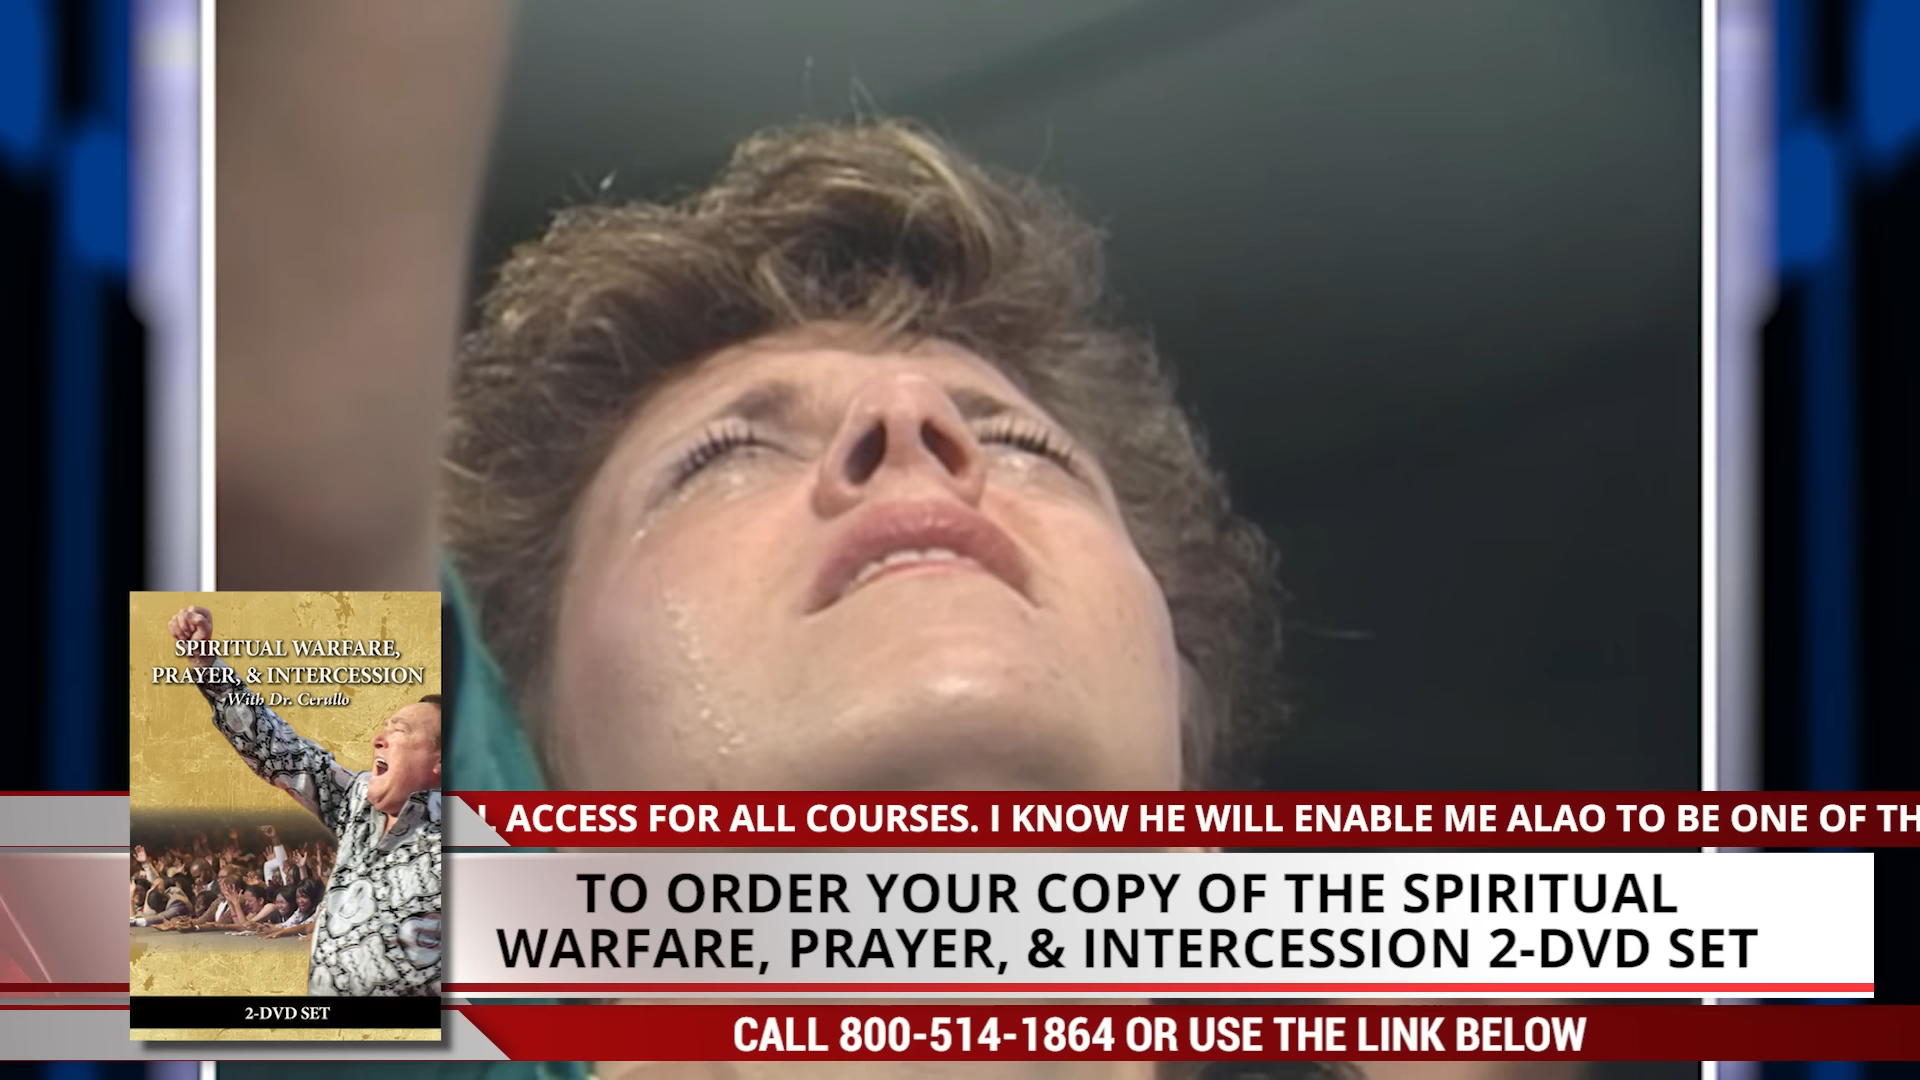 SPIRITUAL WARFARE,
PRAYER, & INTERCESSION
With Dr. Cerullo
2-DVD SET
ACCESS FOR ALL COURSES. I KNOW HE WILL ENABLE ME ALAO TO BE ONE OF TH
TO ORDER YOUR COPY OF THE SPIRITUAL
WARFARE, PRAYER, & INTERCESSION 2-DVD SET
CALL 800-514-1864 OR USE THE LINK BELOW